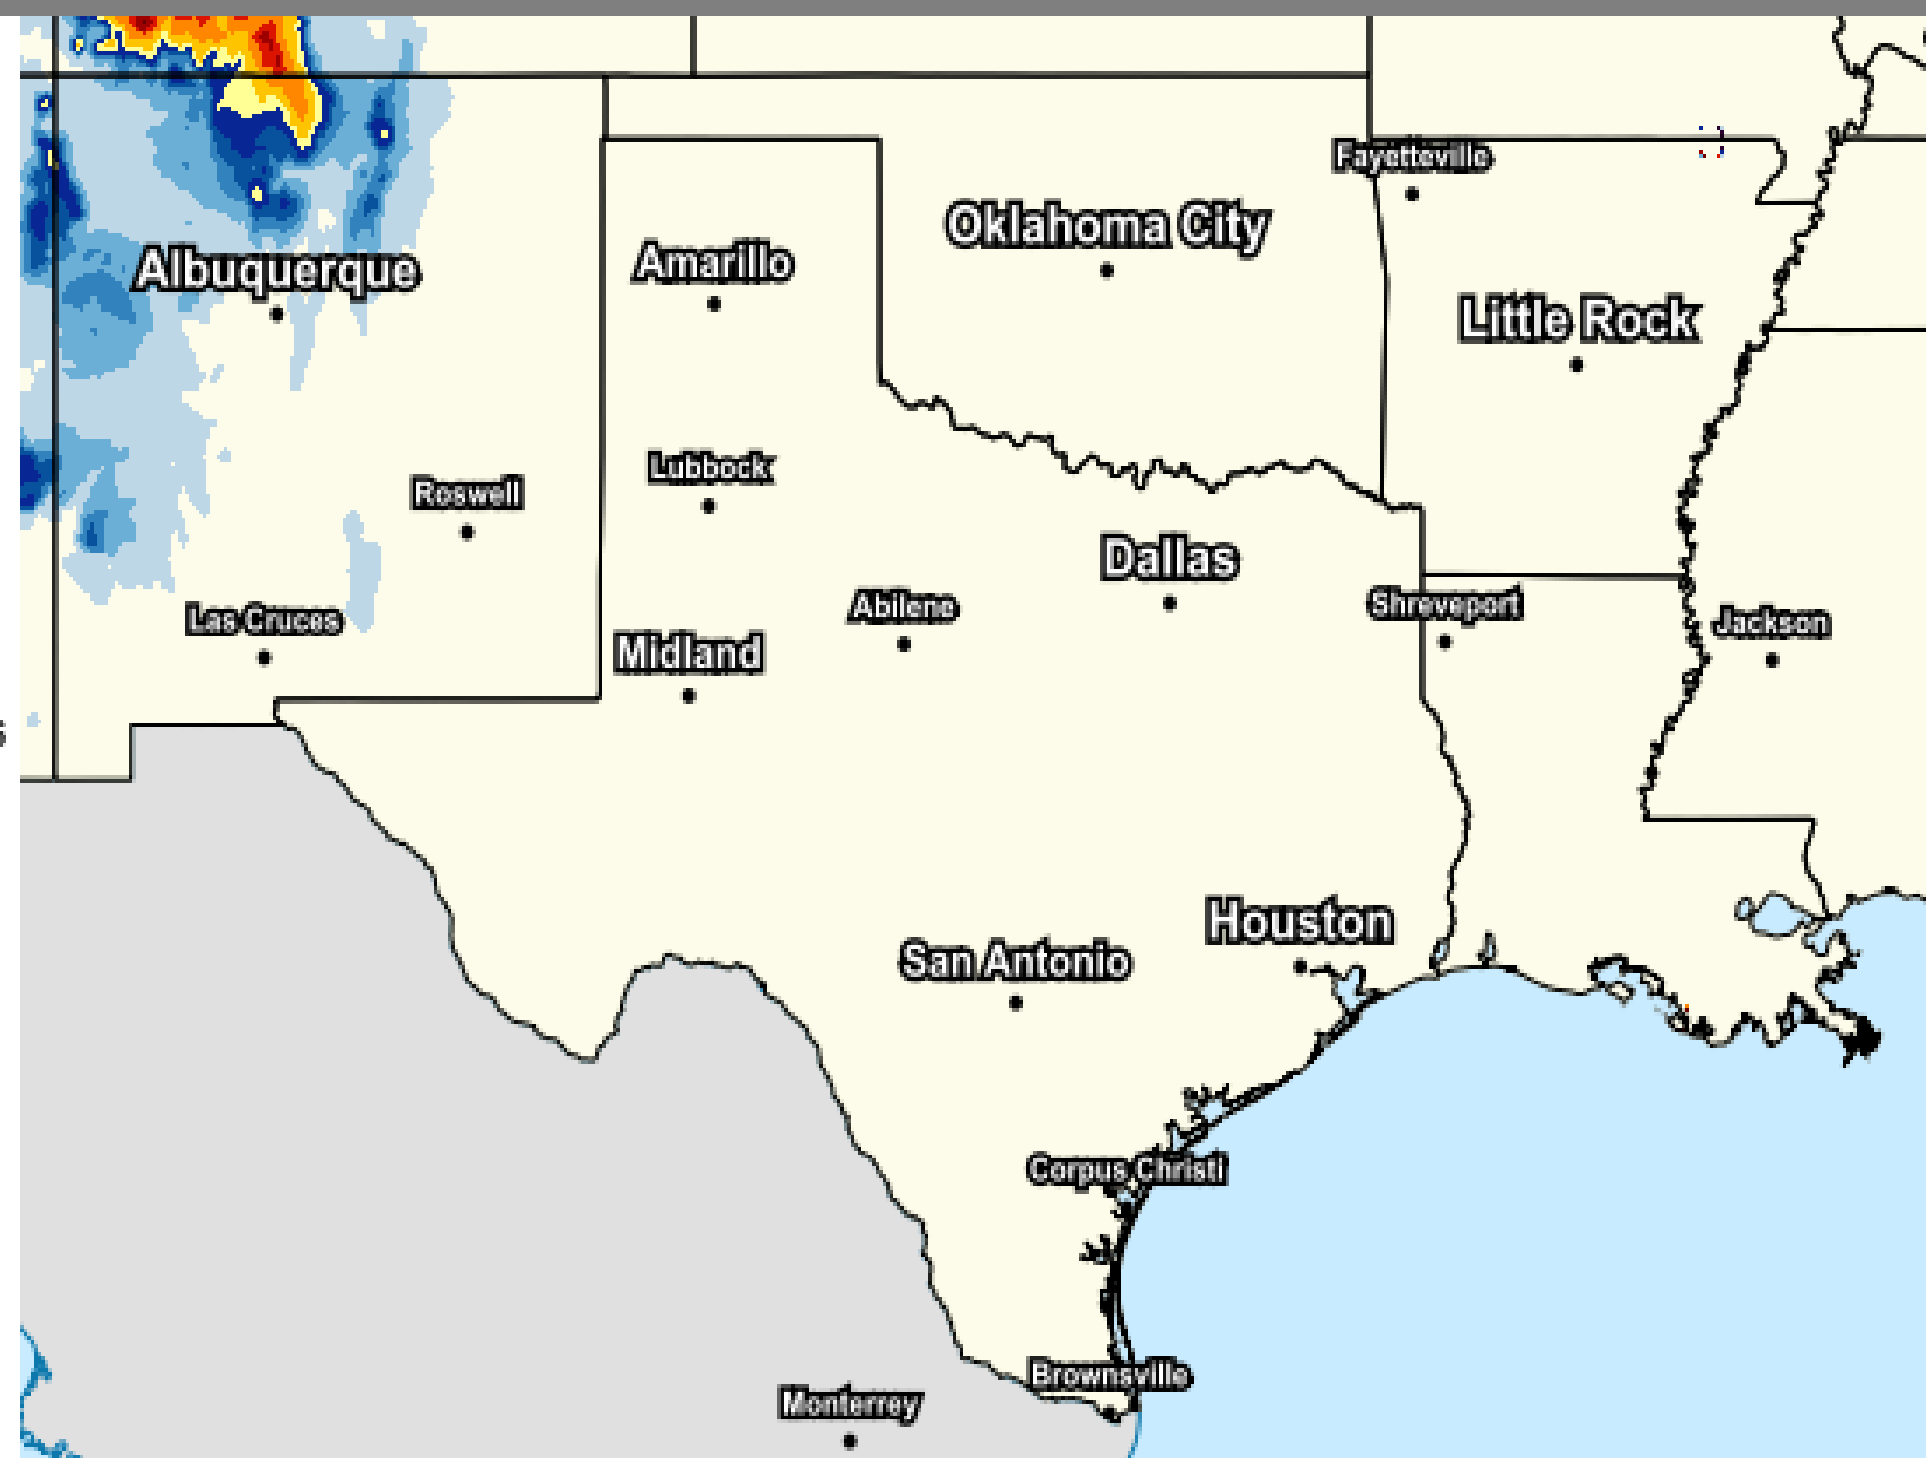 Fayetteville
Oklahoma City
Albuquerque
Amarillo
Little Rock
Lubbock
Roswell
Dallas
Las Cruces
Abilene
Shreveport
Jackson
Midland
s
Houston
San Antonio
Corpus Christi
Brownsville
Monterrey